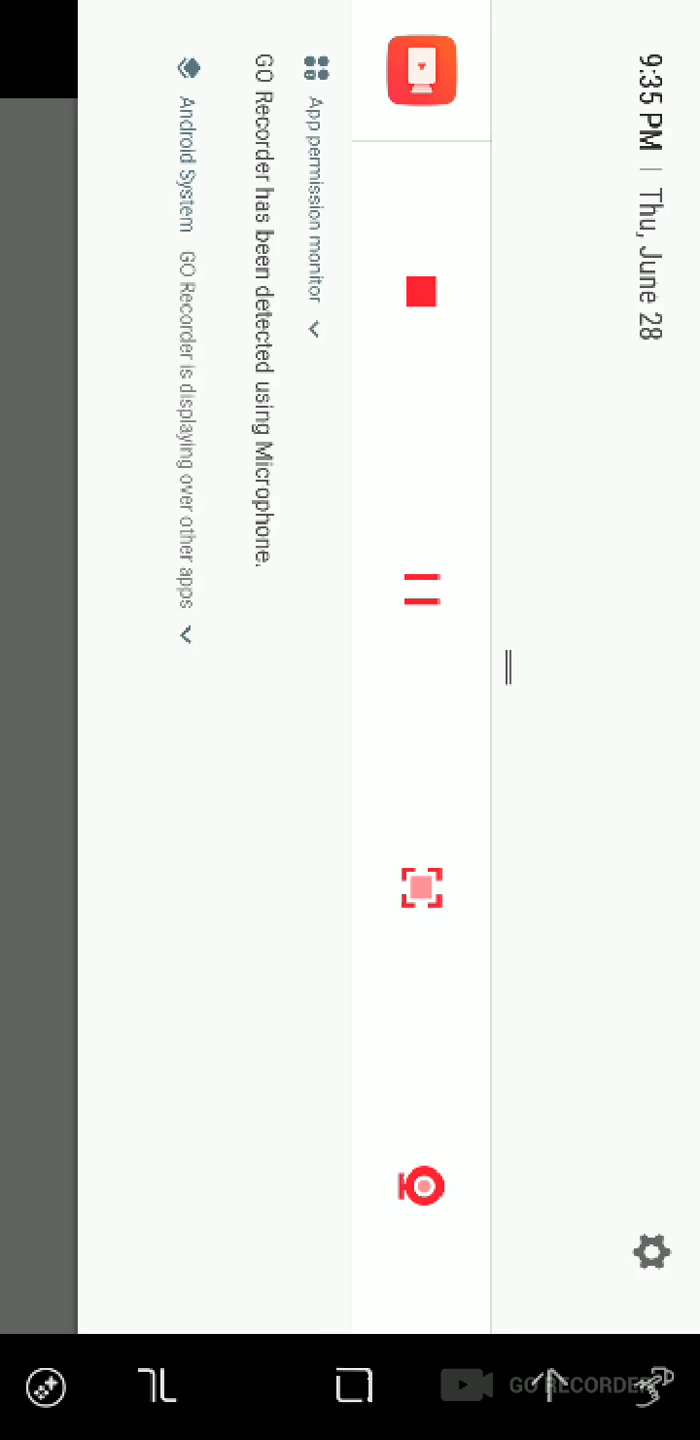 9:35 PM | Thu, June 28
App permission monitor
GO Recorder has been detected using Microphone.
Android System GO Recorder is displaying over other apps
GO RECORDER